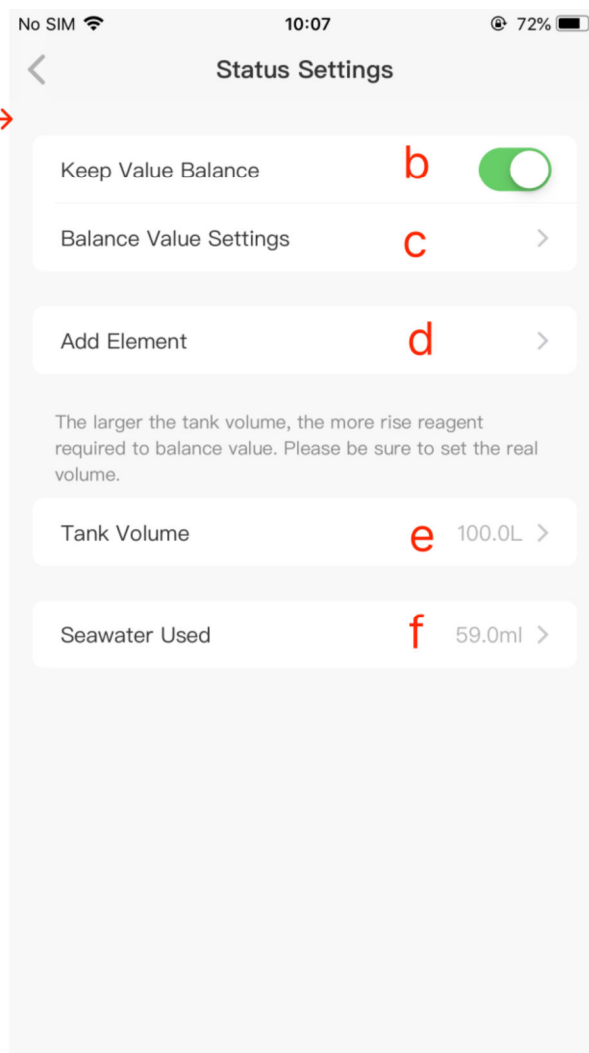 No SIM 10:07 72%
Status Settings
Keep Value Balance b
Balance Value Settings c
Add Element d
The larger the tank volume, the more rise reagent
required to balance value. Please be sure to set the real
volume.
Tank Volume e 100.0L
Seawater Used f 59.0ml